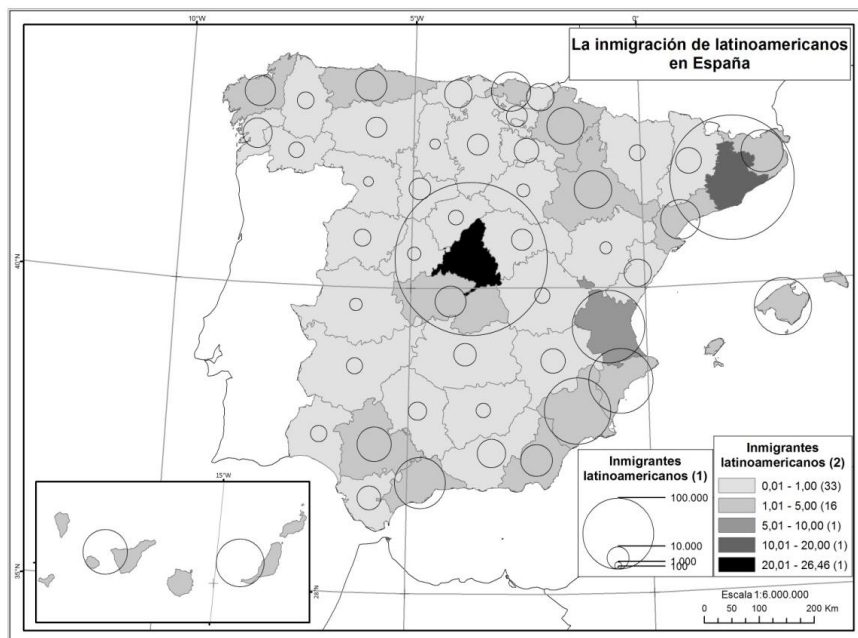 10°W
5°W
0°
La inmigración de latinoamericanos
en España
40°N
Inmigrantes
latinoamericanos (1)
100.000
10.000
1.000
100
Inmigrantes
latinoamericanos (2)
0,01 - 1,00 (33)
1,01 - 5,00 (16
5,01 - 10,00 (1)
10,01 - 20,00 (1)
20,01 - 26,46 (1)
15°W
35°N
28°N
5°W
0°
Escala 1:6.000.000
0 50 100 200 Km